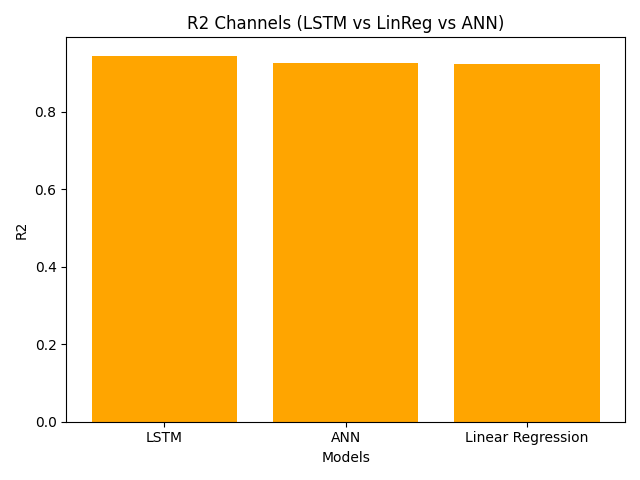 R2 Channels (LSTM vs LinReg vs ANN)
0.8
0.6
0.4
0.2
0.0
R2
LSTM
ANN
Linear Regression
Models